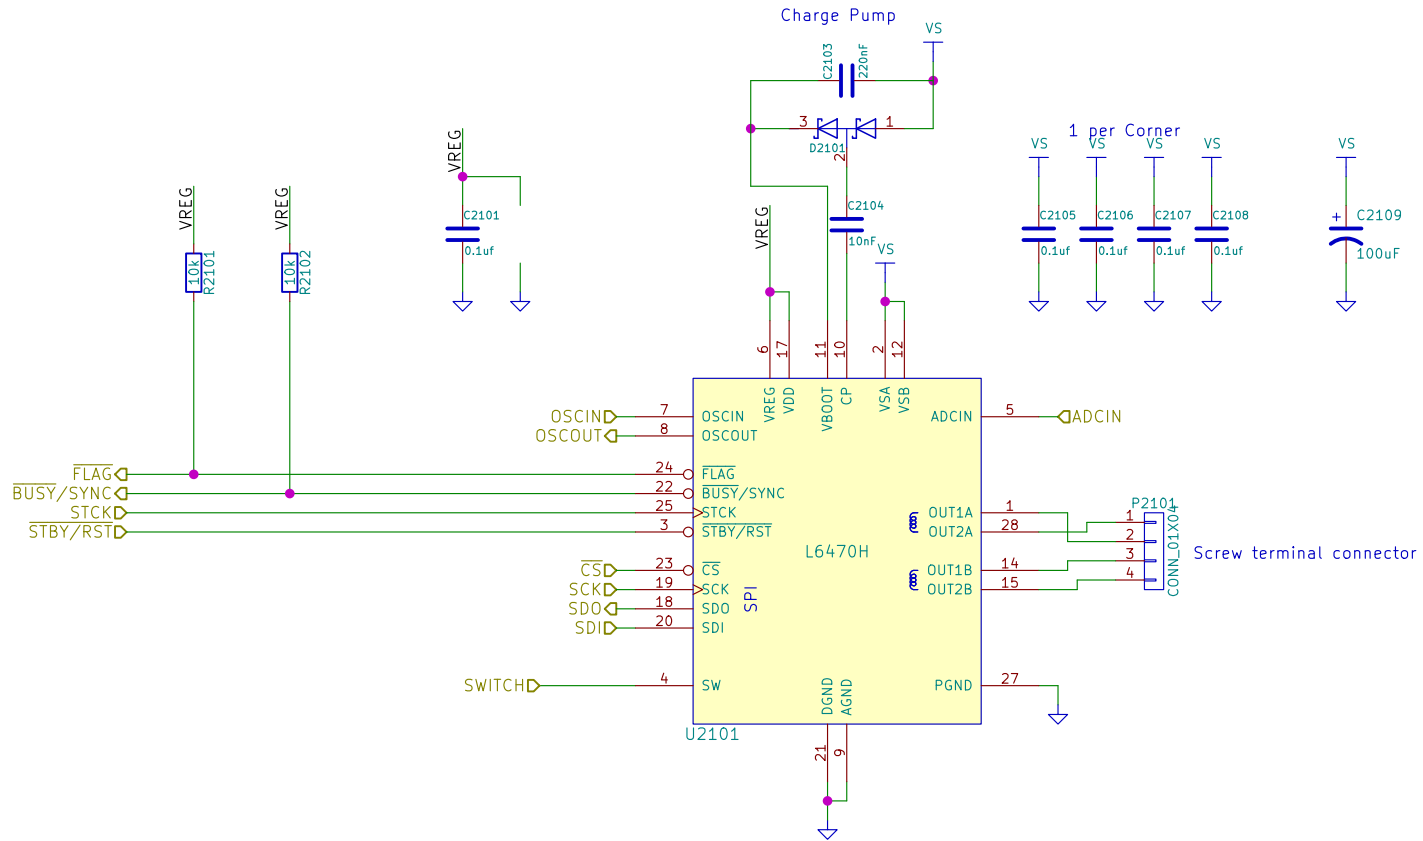 Charge Pump
VS
C2103
220nF
3
1
D2101
2
C2104
10nF
VS
1 per Corner
VS
VS
VS
VS
VS
C2105
0.1uf
C2106
0.1uf
C2107
0.1uf
C2108
0.1uf
C2109
100uF
+
VREG
VREG
VREG
VREG
10k
R2101
10k
R2102
C2101
0.1uf
6
17
11
10
2
12
VREG
VDD
VBOOT
CP
VSA
VSB
OSCIN
7
OSCIN
OSCOUT
8
OSCOUT
FLAG
24
FLAG
BUSY/SYNC
22
BUSY/SYNC
STCK
25
STCK
STBY/RST
3
STBY/RST
CS
23
CS
SCK
19
SCK
SDO
18
SDO
SDI
20
SDI
SPI
SWITCH
4
SW
L6470H
ADCIN
5
ADCIN
OUT1A
1
OUT2A
28
OUT1B
14
OUT2B
15
PGND
27
P2101
1
2
3
4
CONN_01X04
Screw terminal connector
DGND
AGND
21
9
U2101